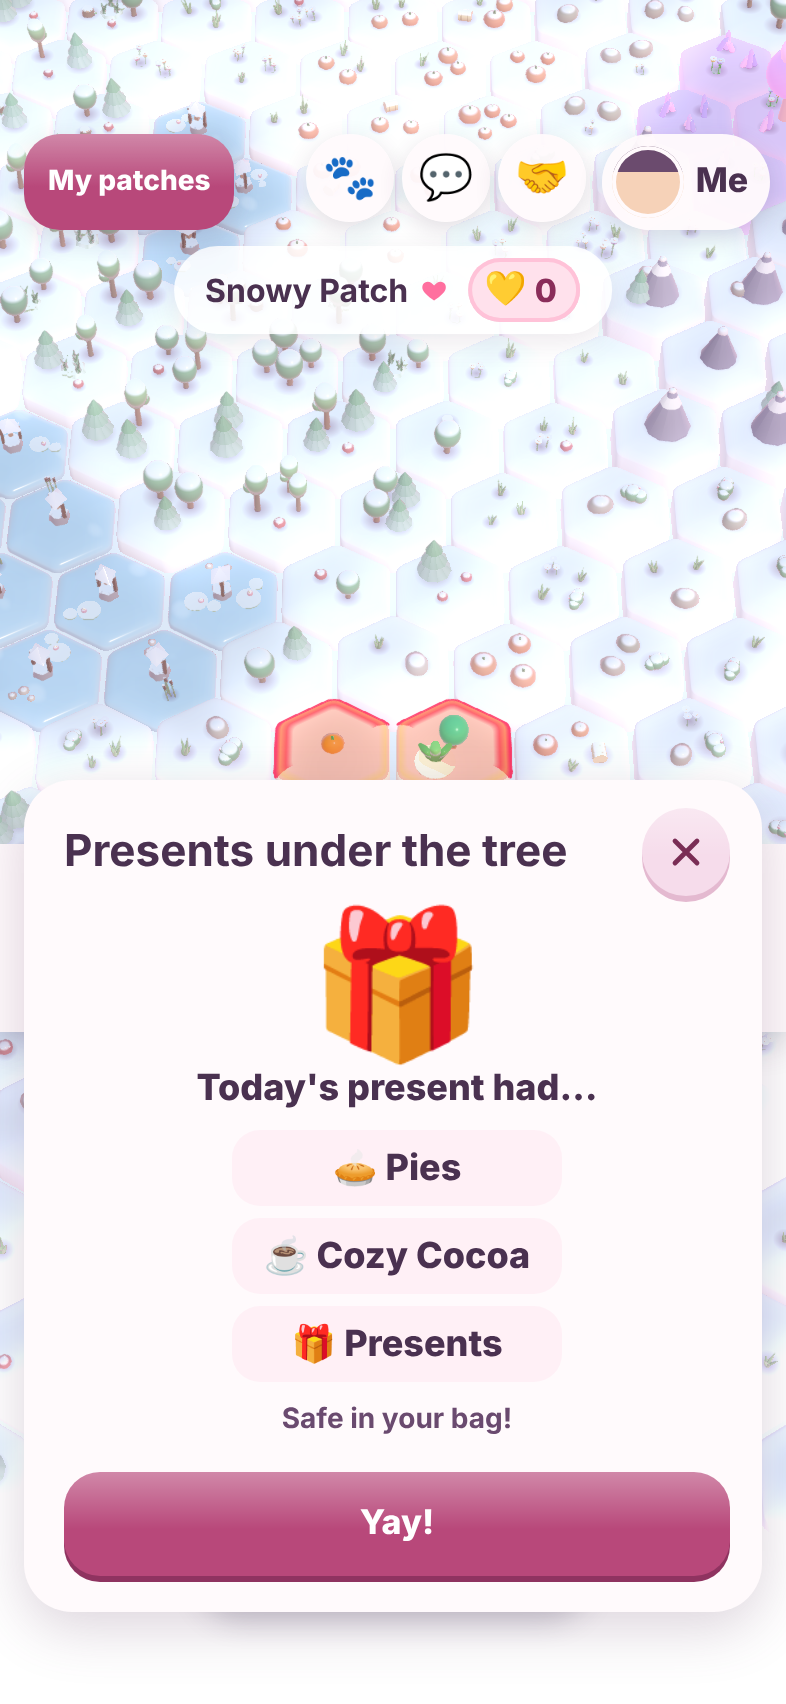 My patches
Me
Snowy Patch
0
Presents under the tree
Today's present had...
Pies
Cozy Cocoa
Presents
Safe in your bag!
Yay!